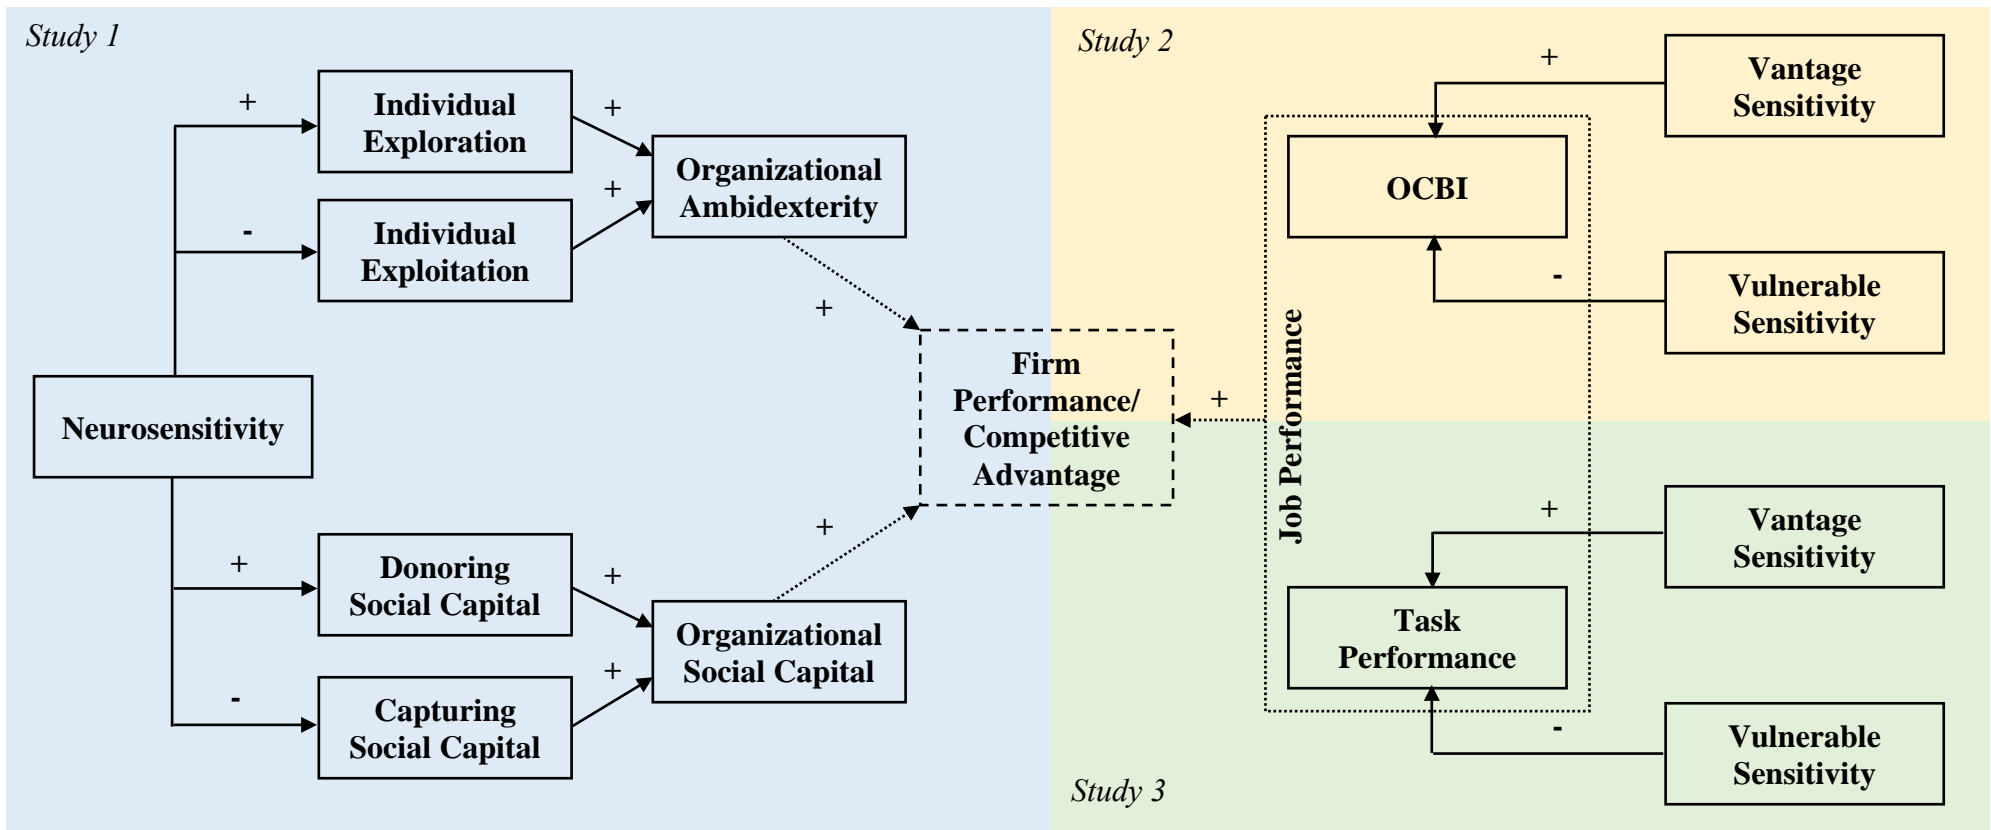 Study 1
+
Individual
Exploration
+
-
Individual
Exploitation
+
Organizational
Ambidexterity
+
Neurosensitivity
+
Donoring
Social Capital
+
-
Capturing
Social Capital
+
Organizational
Social Capital
+
Firm
Performance/
Competitive
Advantage
+
Study 2
Job Performance
OCBI
+
Vantage
Sensitivity
-
Vulnerable
Sensitivity
Study 3
Task
Performance
+
Vantage
Sensitivity
-
Vulnerable
Sensitivity